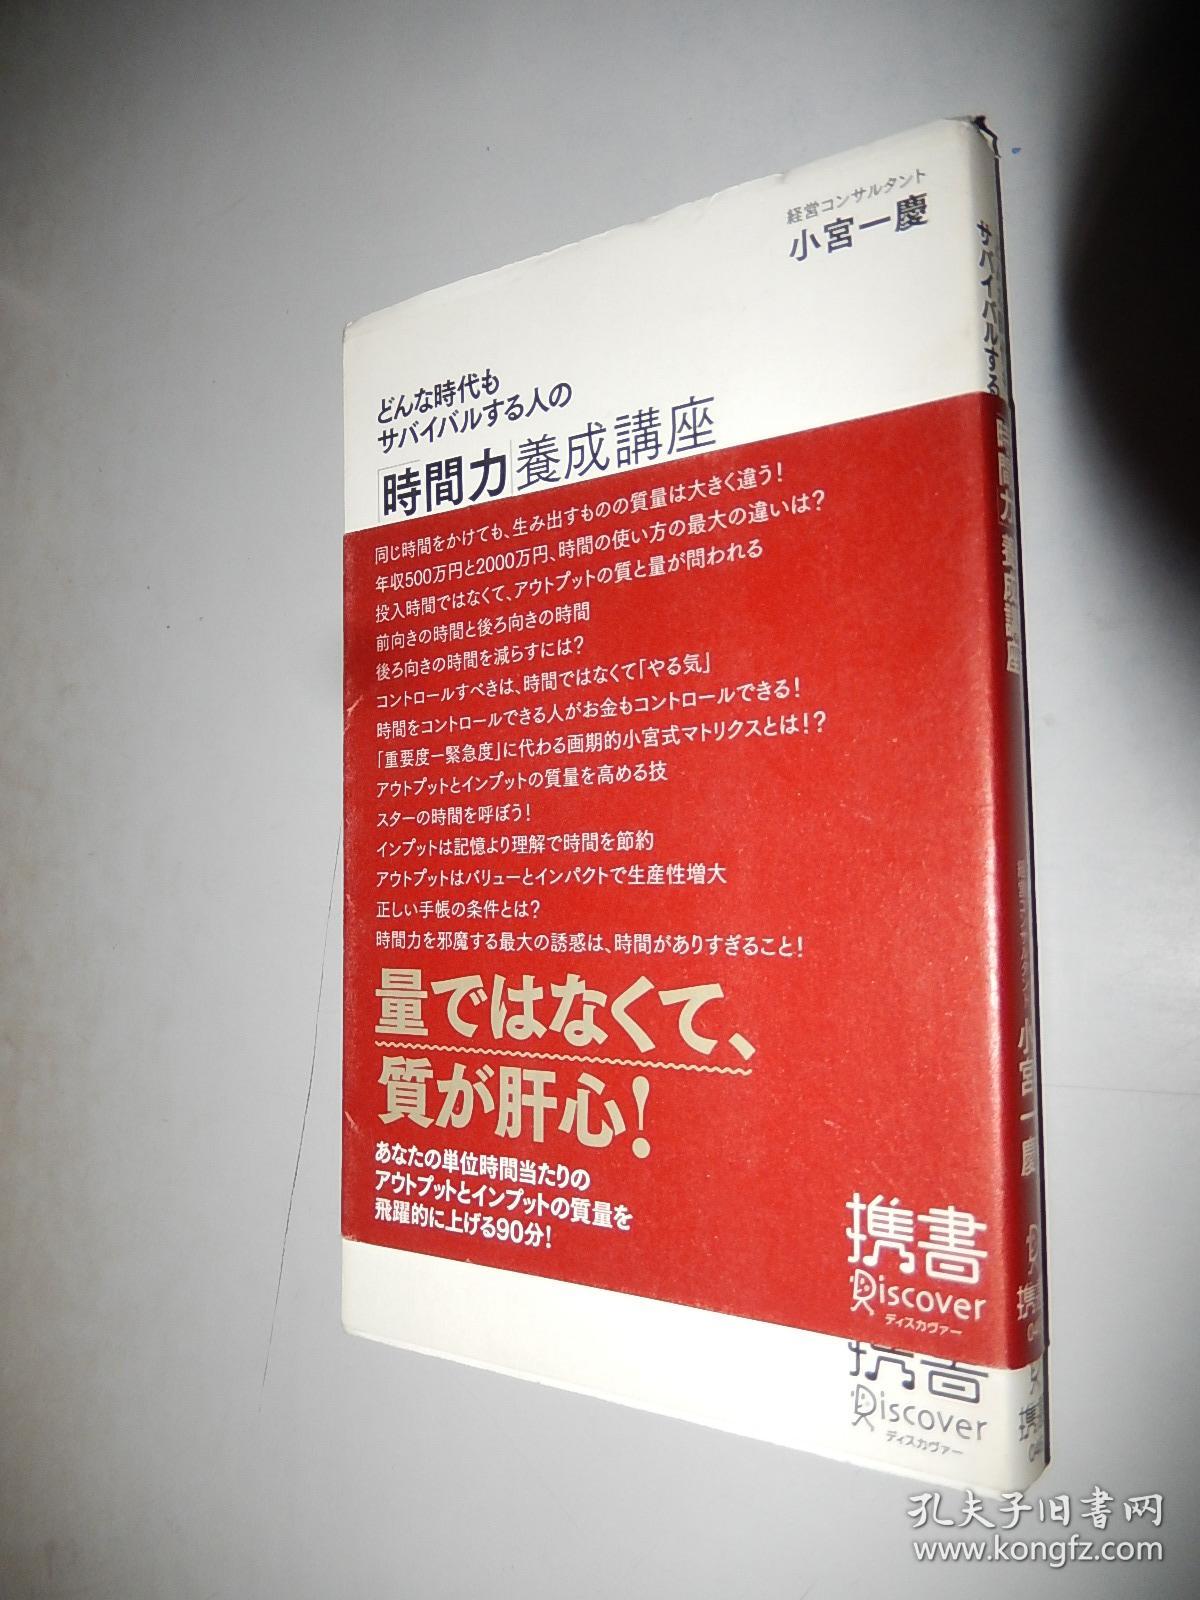 経営コンサルタント
小宮一慶
どんな時代も
サバイバルする人の
「時間力」養成講座
同じ時間をかけても、生み出すものの質量は大きく違う!
年収500万円と2000万円、時間の使い方の最大の違いは?
投入時間ではなくて、アウトプットの質と量が問われる
前向きの時間と後ろ向きの時間
後ろ向きの時間を減らすには?
コントロールすべきは、時間ではなくて「やる気」
時間をコントロールできる人がお金もコントロールできる!
「重要度ー緊急度」に代わる画期的小宮式マトリクスとは!?
アウトプットとインプットの質量を高める技
スターの時間を呼ぼう!
インプットは記憶より理解で時間を節約
アウトプットはバリューとインパクトで生産性増大
正しい手帳の条件とは?
時間力を邪魔する最大の誘惑は、時間がありすぎること!
量ではなくて、
質が肝心!
あなたの単位時間当たりの
アウトプットとインプットの質量を
飛躍的に上げる90分!
携書
Discover
ディスカヴァー
携書
Discover
ディスカヴァー
サバイバルする
時間力 養成講座
経営コンサルタント 小宮一慶
携書
携書
孔夫子旧书网
www.kongfz.com